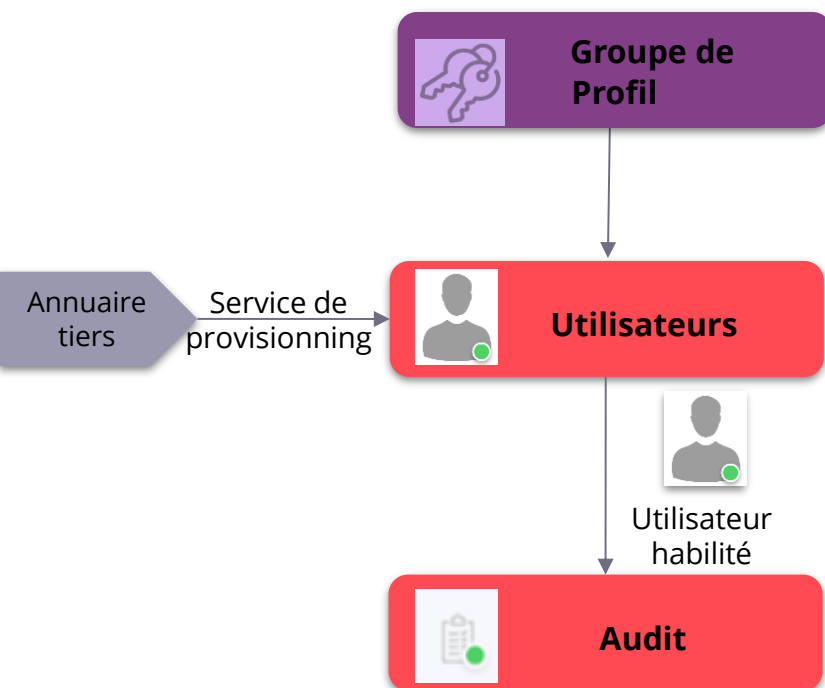 Groupe de
Profil
Annuaire
tiers
Service de
provisionning
Utilisateurs
Utilisateur
habilité
Audit